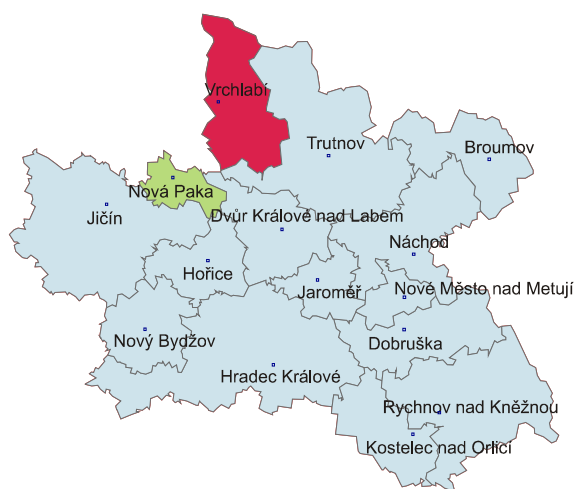 Vrchlabí
Trutnov
Broumov
Nová Paka
Jičín
Dvůr Králové nad Labem
Náchod
Hořice
Jaroměř
Nové Město nad Metují
Nový Bydžov
Dobruška
Hradec Králové
Rychnov nad Kněžnou
Kostelec nad Orlicí